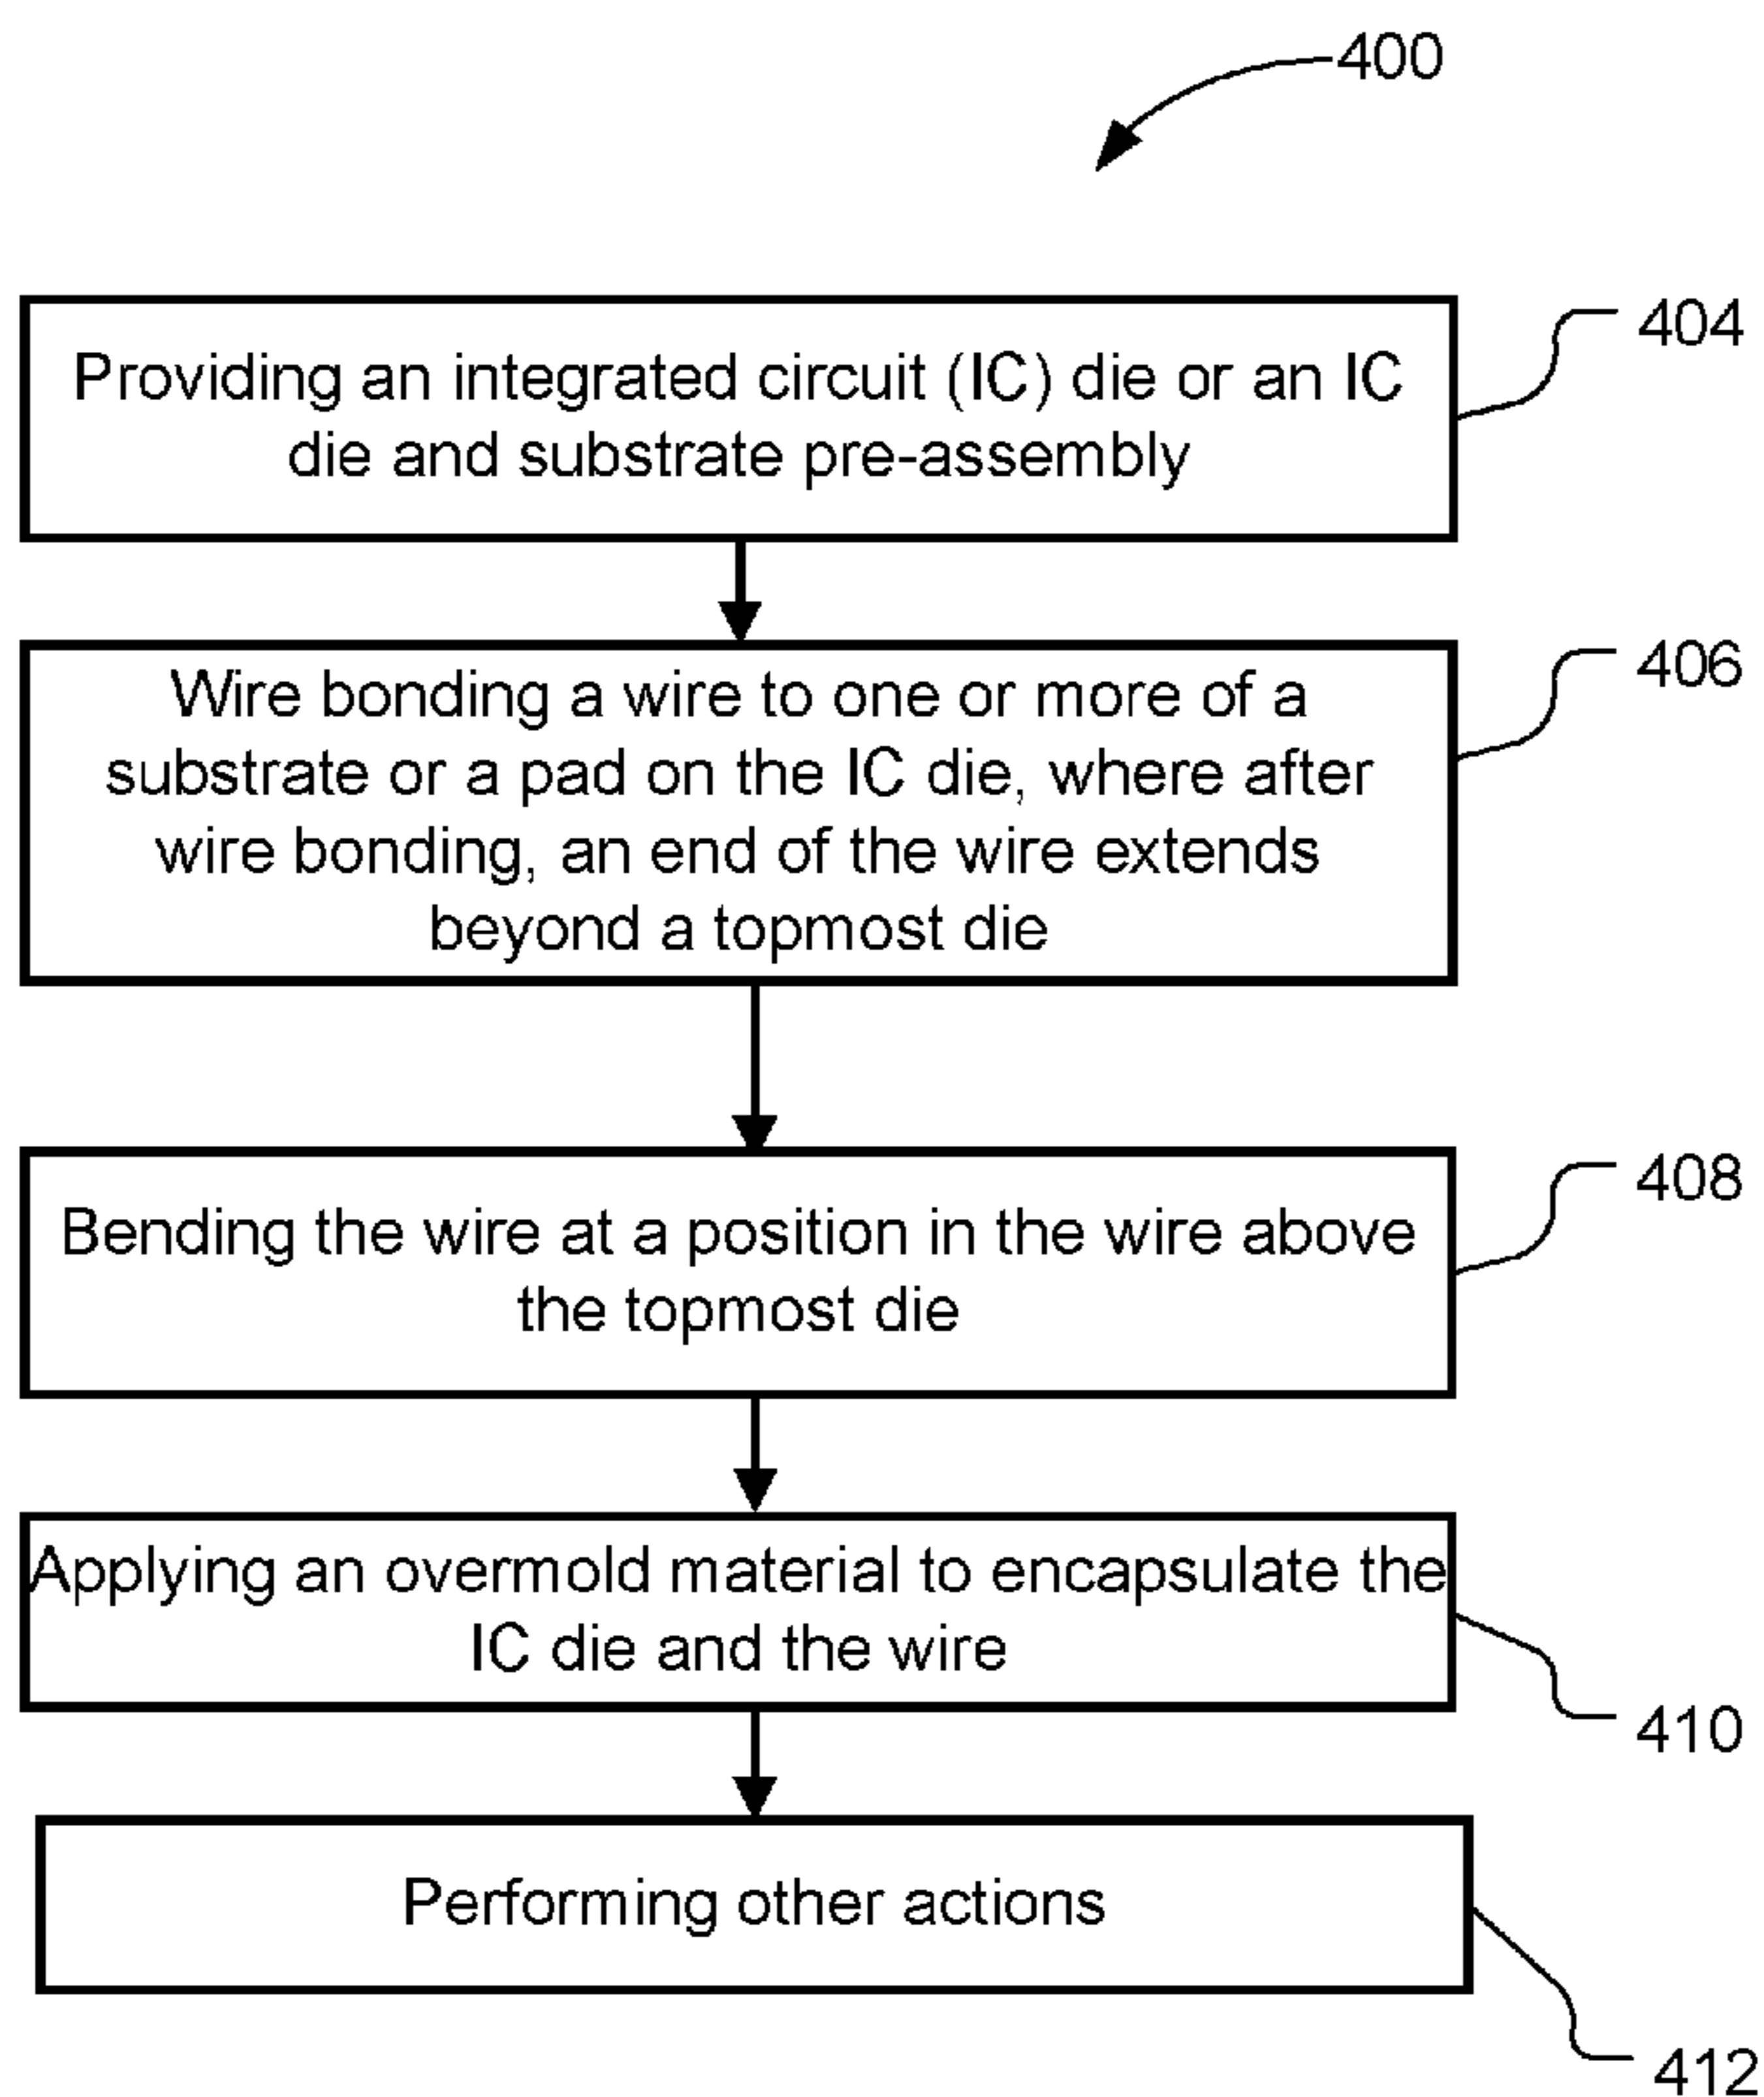 400
Providing an integrated circuit (IC) die or an IC
die and substrate pre-assembly
404
Wire bonding a wire to one or more of a
substrate or a pad on the IC die, where after
wire bonding, an end of the wire extends
beyond a topmost die
406
Bending the wire at a position in the wire above
the topmost die
408
Applying an overmold material to encapsulate the
IC die and the wire
410
Performing other actions
412